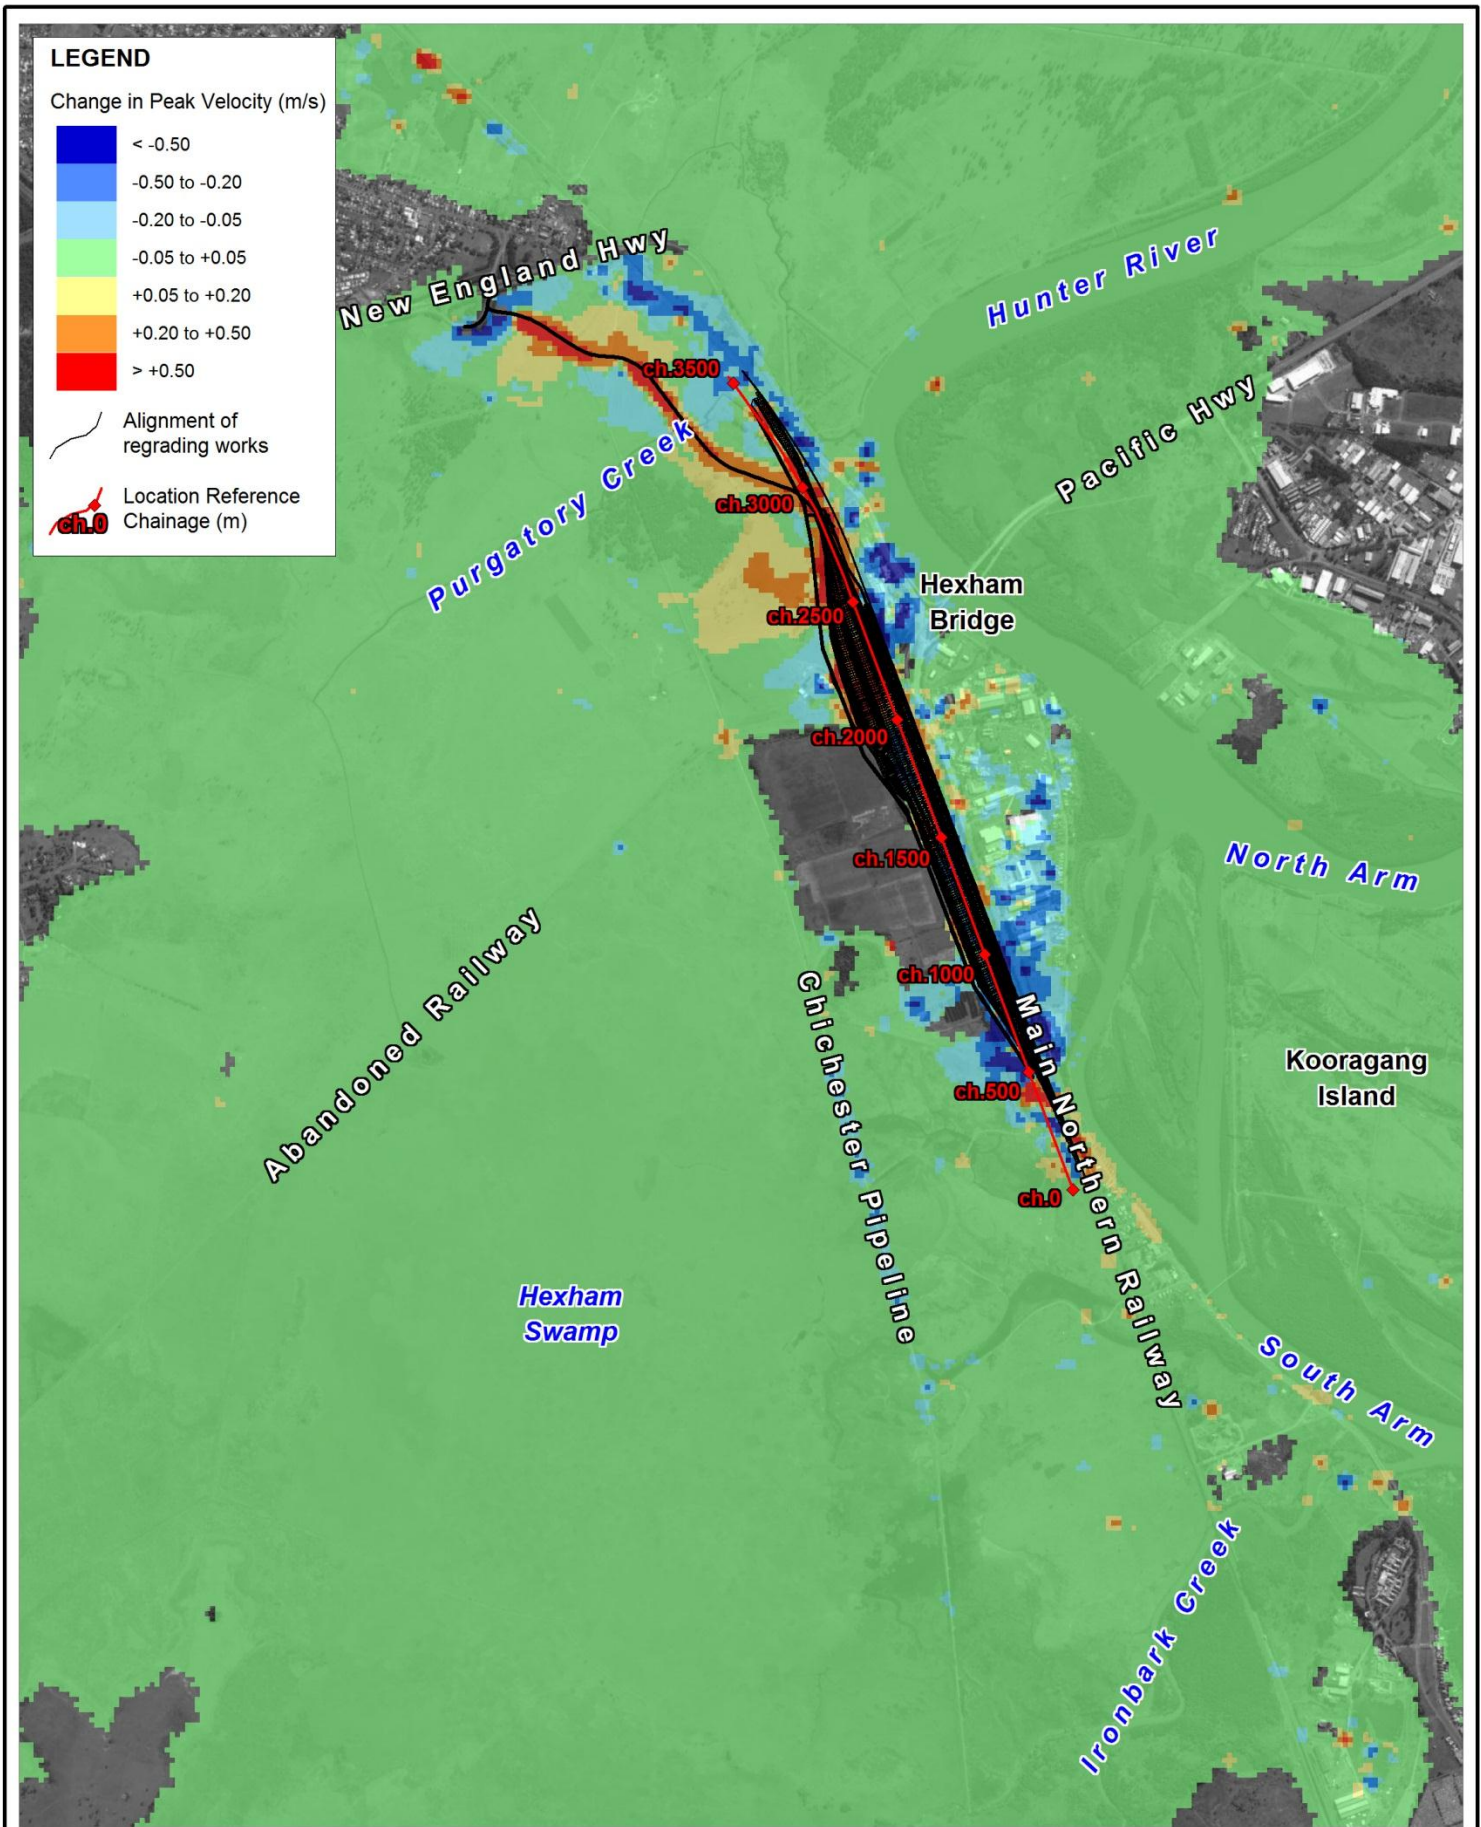 LEGEND
Change in Peak Velocity (m/s)
< -0.50
-0.50 to -0.20
-0.20 to -0.05
-0.05 to +0.05
+0.05 to +0.20
+0.20 to +0.50
> +0.50
Alignment of
regrading works
Location Reference
Chainage (m)
ch.0
New England Hwy
Hunter River
ch.3500
Pacific Hwy
Purgatory Creek
ch.3000
Hexham
Bridge
ch.2500
ch.2000
ch.1500
North Arm
Abandoned Railway
ch.1000
Chichester Pipeline
Main Northern Railway
Kooragang
Island
ch.500
ch.0
Hexham
Swamp
South Arm
Ironbark Creek